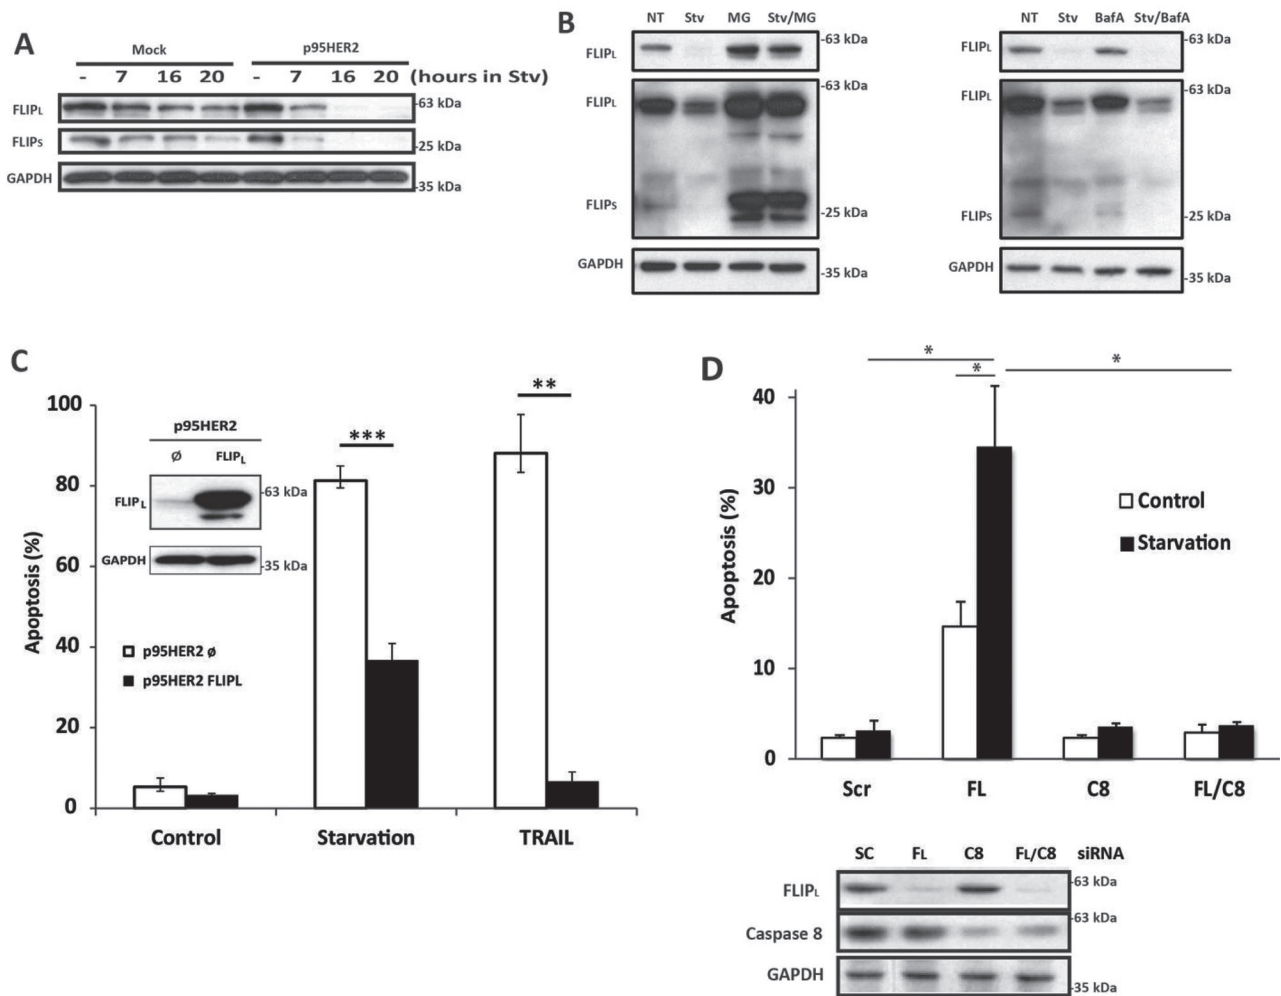 A
Mock p95HER2
- 7 16 20 - 7 16 20 (hours in Stv)
FLIPL -63 kDa
FLIPS -25 kDa
GAPDH -35 kDa
B
NT Stv MG Stv/MG
FLIPL -63 kDa
FLIPL -63 kDa
FLIPS -25 kDa
GAPDH -35 kDa
NT Stv BafA Stv/BafA
FLIPL -63 kDa
FLIPL -63 kDa
FLIPS -25 kDa
GAPDH -35 kDa
C
Apoptosis (%)
100
80
60
40
20
0
p95HER2
Ø FLIPL
FLIPL -63 kDa
GAPDH -35 kDa
p95HER2 ø
p95HER2 FLIPL
***
**
Control Starvation TRAIL
D
* * *
Apoptosis (%)
40
30
20
10
0
Control
Starvation
Scr FL C8 FL/C8
SC FL C8 FL/C8 siRNA
FLIPL -63 kDa
Caspase 8 -63 kDa
GAPDH -35 kDa